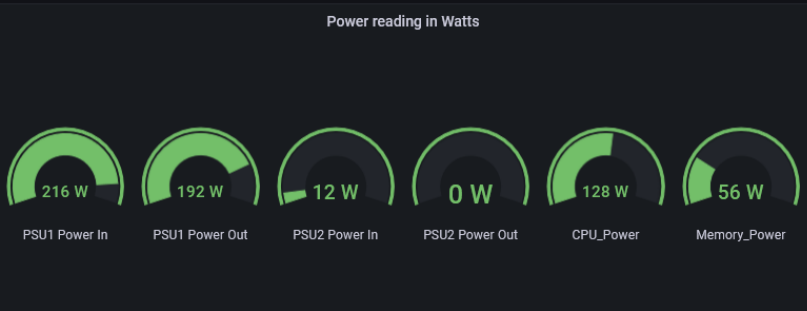 Power reading in Watts
216 W 192 W 12 W 0 W 128 W 56 W
PSU1 Power In PSU1 Power Out PSU2 Power In PSU2 Power Out CPU_Power Memory_Power